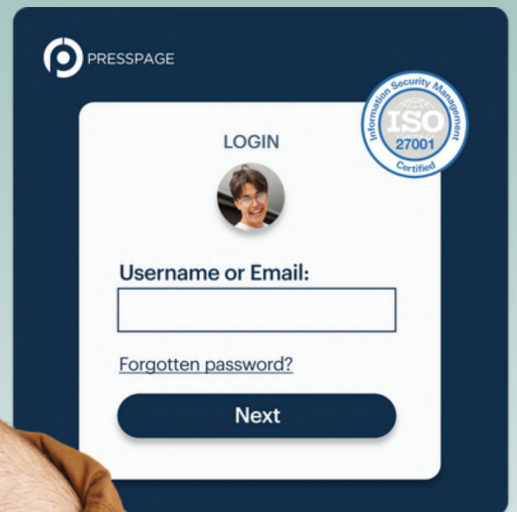 PRESSPAGE
Information Security Management
ISO
27001
Certified
LOGIN
Username or Email:
Forgotten password?
Next